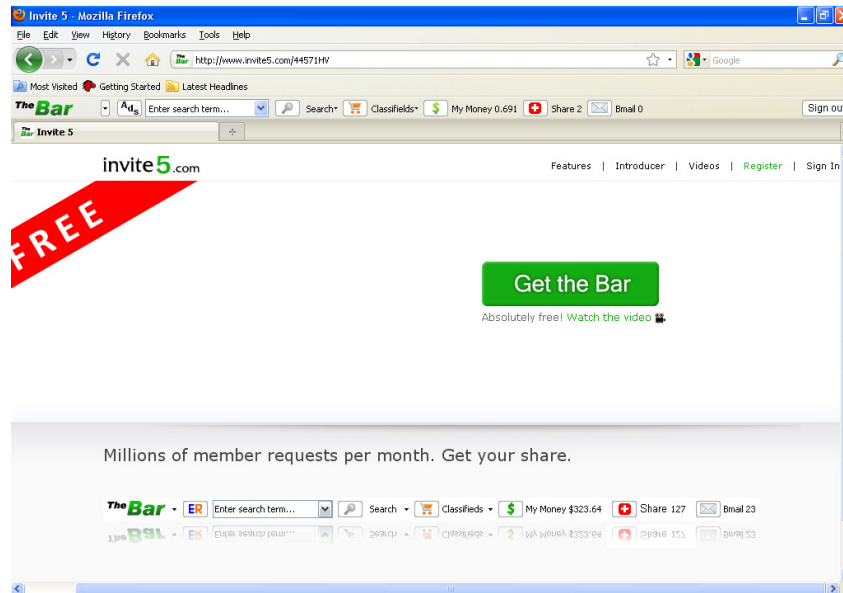 Invite 5 - Mozilla Firefox
File Edit View History Bookmarks Tools Help
http://www.invite5.com/44571HV Google
Most Visited Getting Started Latest Headlines
The Bar Ads Enter search term... Search Classifieds My Money 0.691 Share 2 Bmail 0 Sign ou
The Bar Invite 5
invite5.com Features | Introducer | Videos | Register | Sign In
FREE
Get the Bar
Absolutely free! Watch the video
Millions of member requests per month. Get your share.
The Bar ER Enter search term... Search Classifieds My Money $323.64 Share 127 Bmail 23